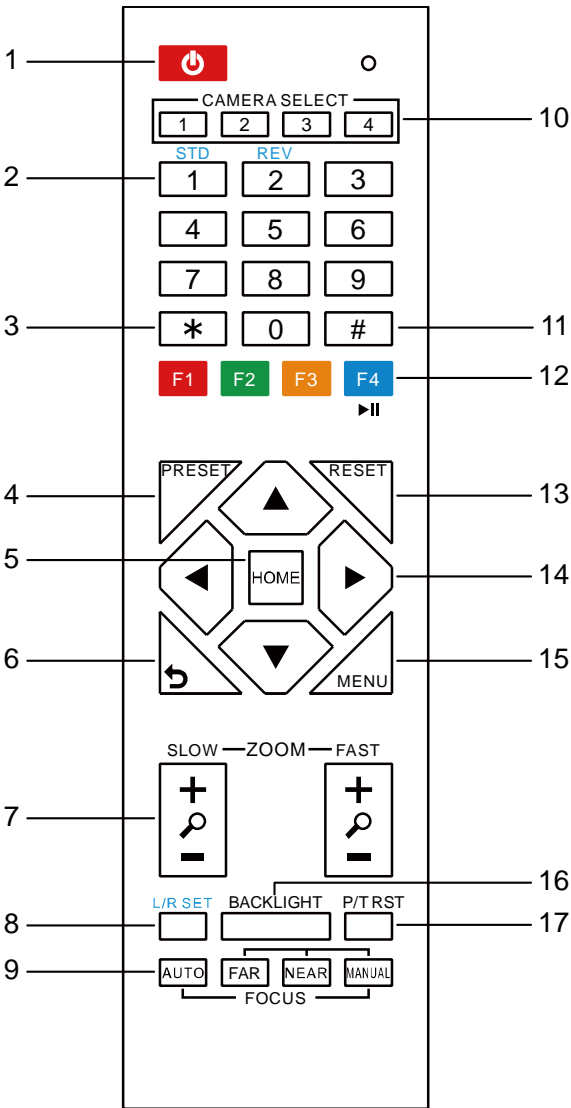 1
CAMERA SELECT
1 2 3 4 10
STD REV
2 1 2 3
4 5 6
7 8 9
3 * 0 # 11
F1 F2 F3 F4 12
PRESET RESET
4 13
5 HOME 14
6 MENU 15
SLOW ZOOM FAST
+ +
7
- -
16
L/R SET BACKLIGHT P/T RST
8 17
9 AUTO FAR NEAR MANUAL
FOCUS